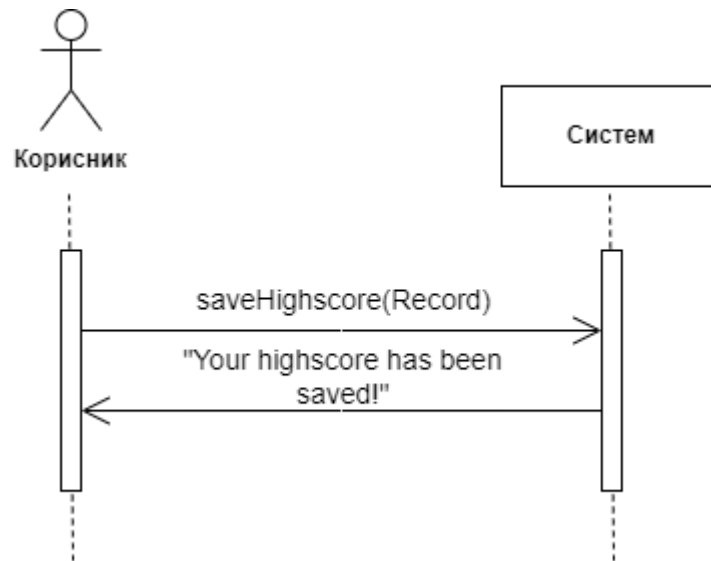 Корисник
Систем
saveHighscore(Record)
"Your highscore has been
saved!"